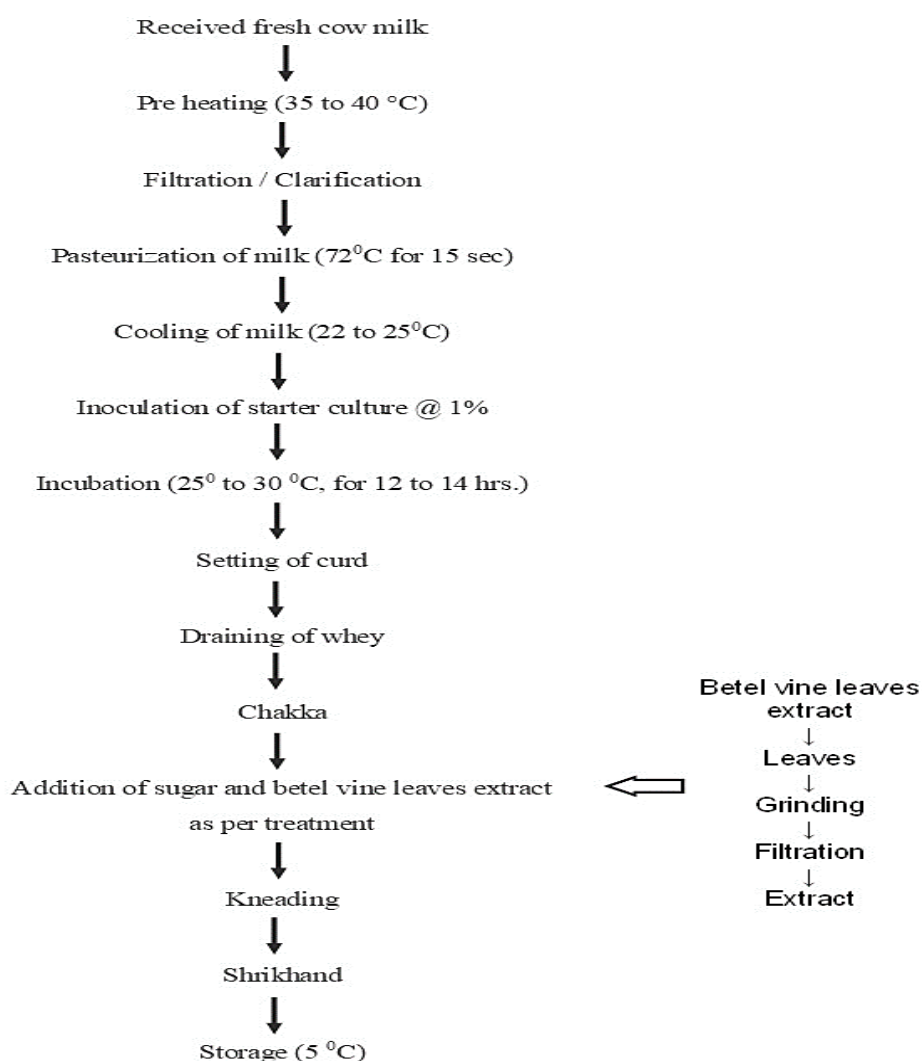 Received fresh cow milk
Pre heating (35 to 40 °C)
Filtration / Clarification
Pasteurization of milk (72⁰C for 15 sec)
Cooling of milk (22 to 25⁰C)
Inoculation of starter culture @ 1%
Incubation (25⁰ to 30 ⁰C, for 12 to 14 hrs.)
Setting of curd
Draining of whey
Chakka
Addition of sugar and betel vine leaves extract
as per treatment
Kneading
Shrikhand
Storage (5 ⁰C)
Betel vine leaves
extract
Leaves
Grinding
Filtration
Extract